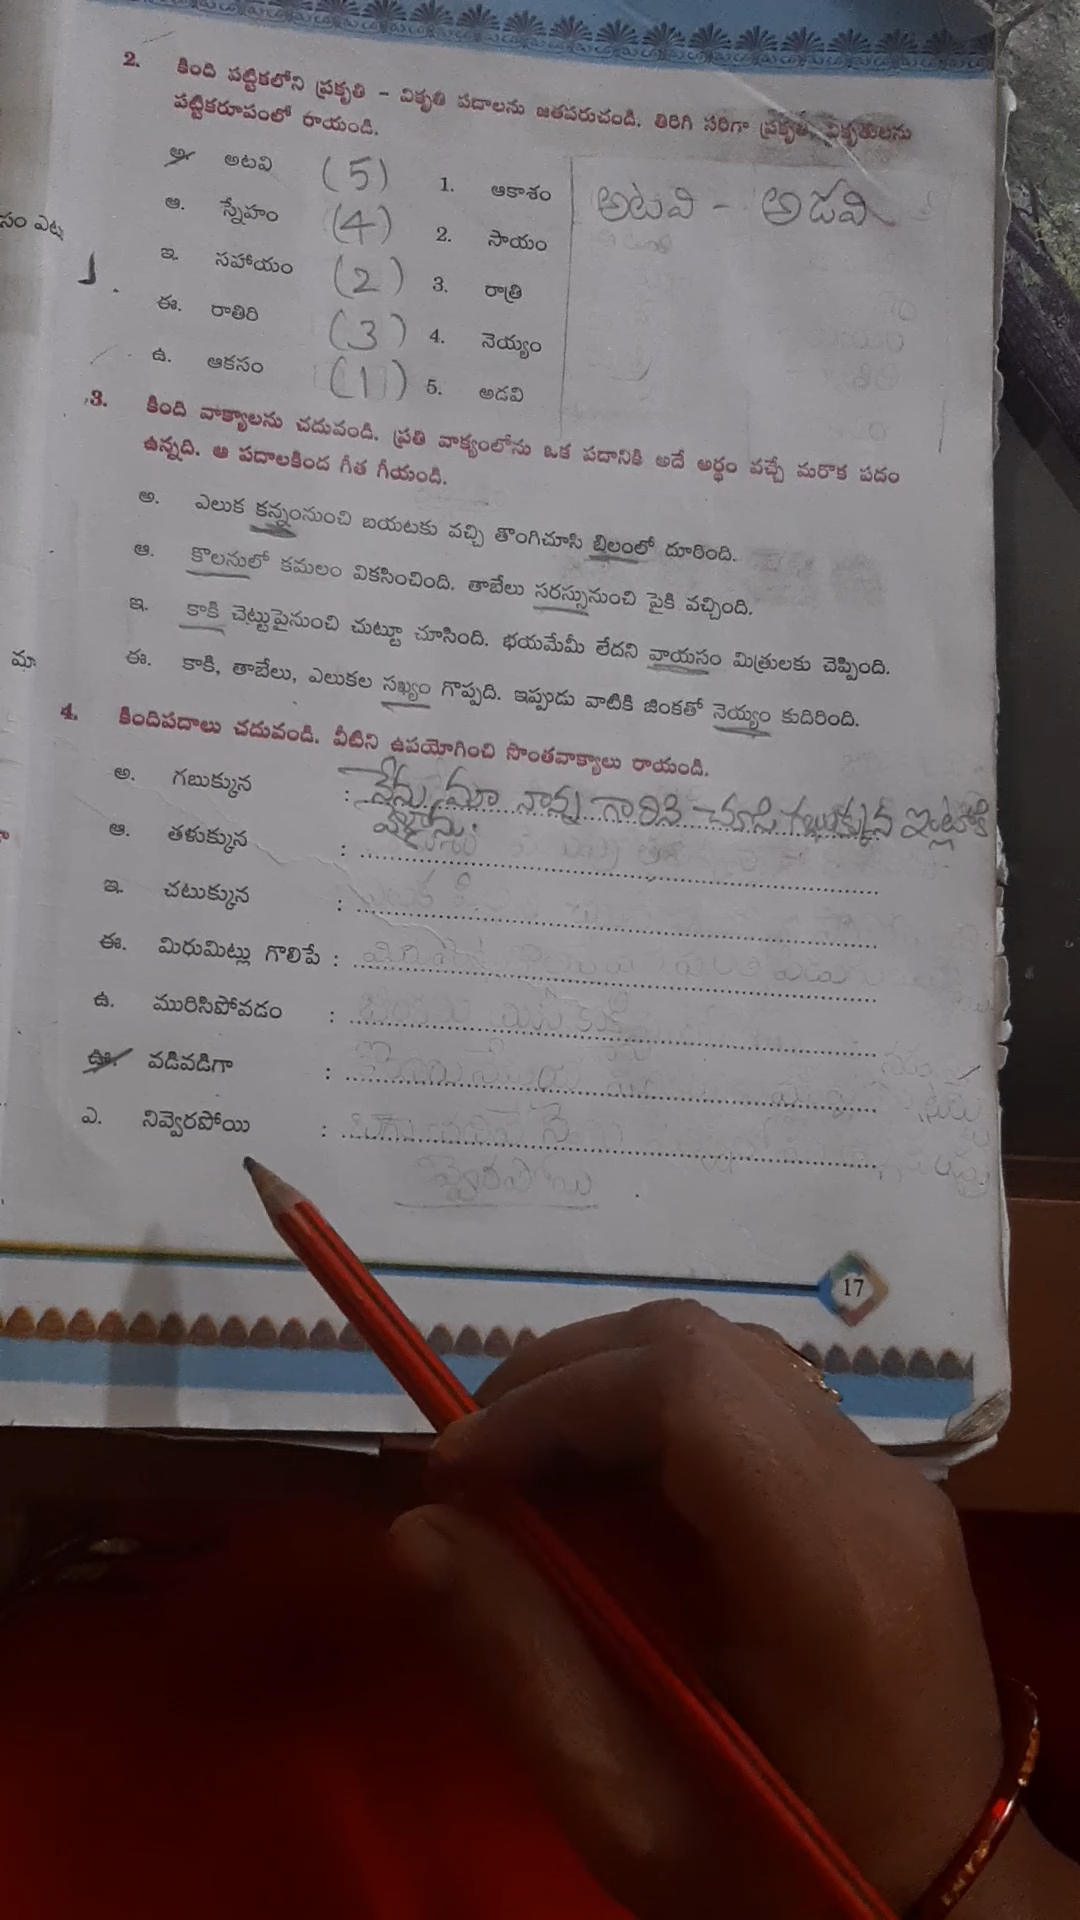 2. కింది పట్టికలోని ప్రకృతి - వికృతి పదాలను జతపరుచండి. తిరిగి సరిగా ప్రకృతి, వికృతులను
పట్టికరూపంలో రాయండి.
అ. అటవి (5) 1. ఆకాశం
అటవి - అడవి
ఆ. స్నేహం (4) 2. సాయం
ఇ. సహాయం (2) 3. రాత్రి
ఈ. రాతిరి (3) 4. నెయ్యం
ఉ. ఆకసం (1) 5. అడవి
3. కింది వాక్యాలను చదువండి. ప్రతి వాక్యంలోను ఒక పదానికి అదే అర్థం వచ్చే మరొక పదం
ఉన్నది. ఆ పదాలకింద గీత గీయండి.
అ. ఎలుక కన్నంనుంచి బయటకు వచ్చి తొంగిచూసి బిలంలో దూరింది.
ఆ. కొలనులో కమలం వికసించింది. తాబేలు సరస్సునుంచి పైకి వచ్చింది.
ఇ. కాకి చెట్టుపైనుంచి చుట్టూ చూసింది. భయమేమీ లేదని వాయసం మిత్రులకు చెప్పింది.
ఈ. కాకి, తాబేలు, ఎలుకల సఖ్యం గొప్పది. ఇప్పుడు వాటికి జింకతో నెయ్యం కుదిరింది.
4. కిందిపదాలు చదువండి. వీటిని ఉపయోగించి సొంతవాక్యాలు రాయండి.
అ. గబుక్కున : నేను మా నాన్న గారిని చూసి గబుక్కున ఇంట్లోకి
వెళ్లాను.
ఆ. తళుక్కున :
ఇ. చటుక్కున :
ఈ. మిరుమిట్లు గొలిపే :
ఉ. మురిసిపోవడం :
ఊ. వడివడిగా :
ఎ. నివ్వెరపోయి :
17